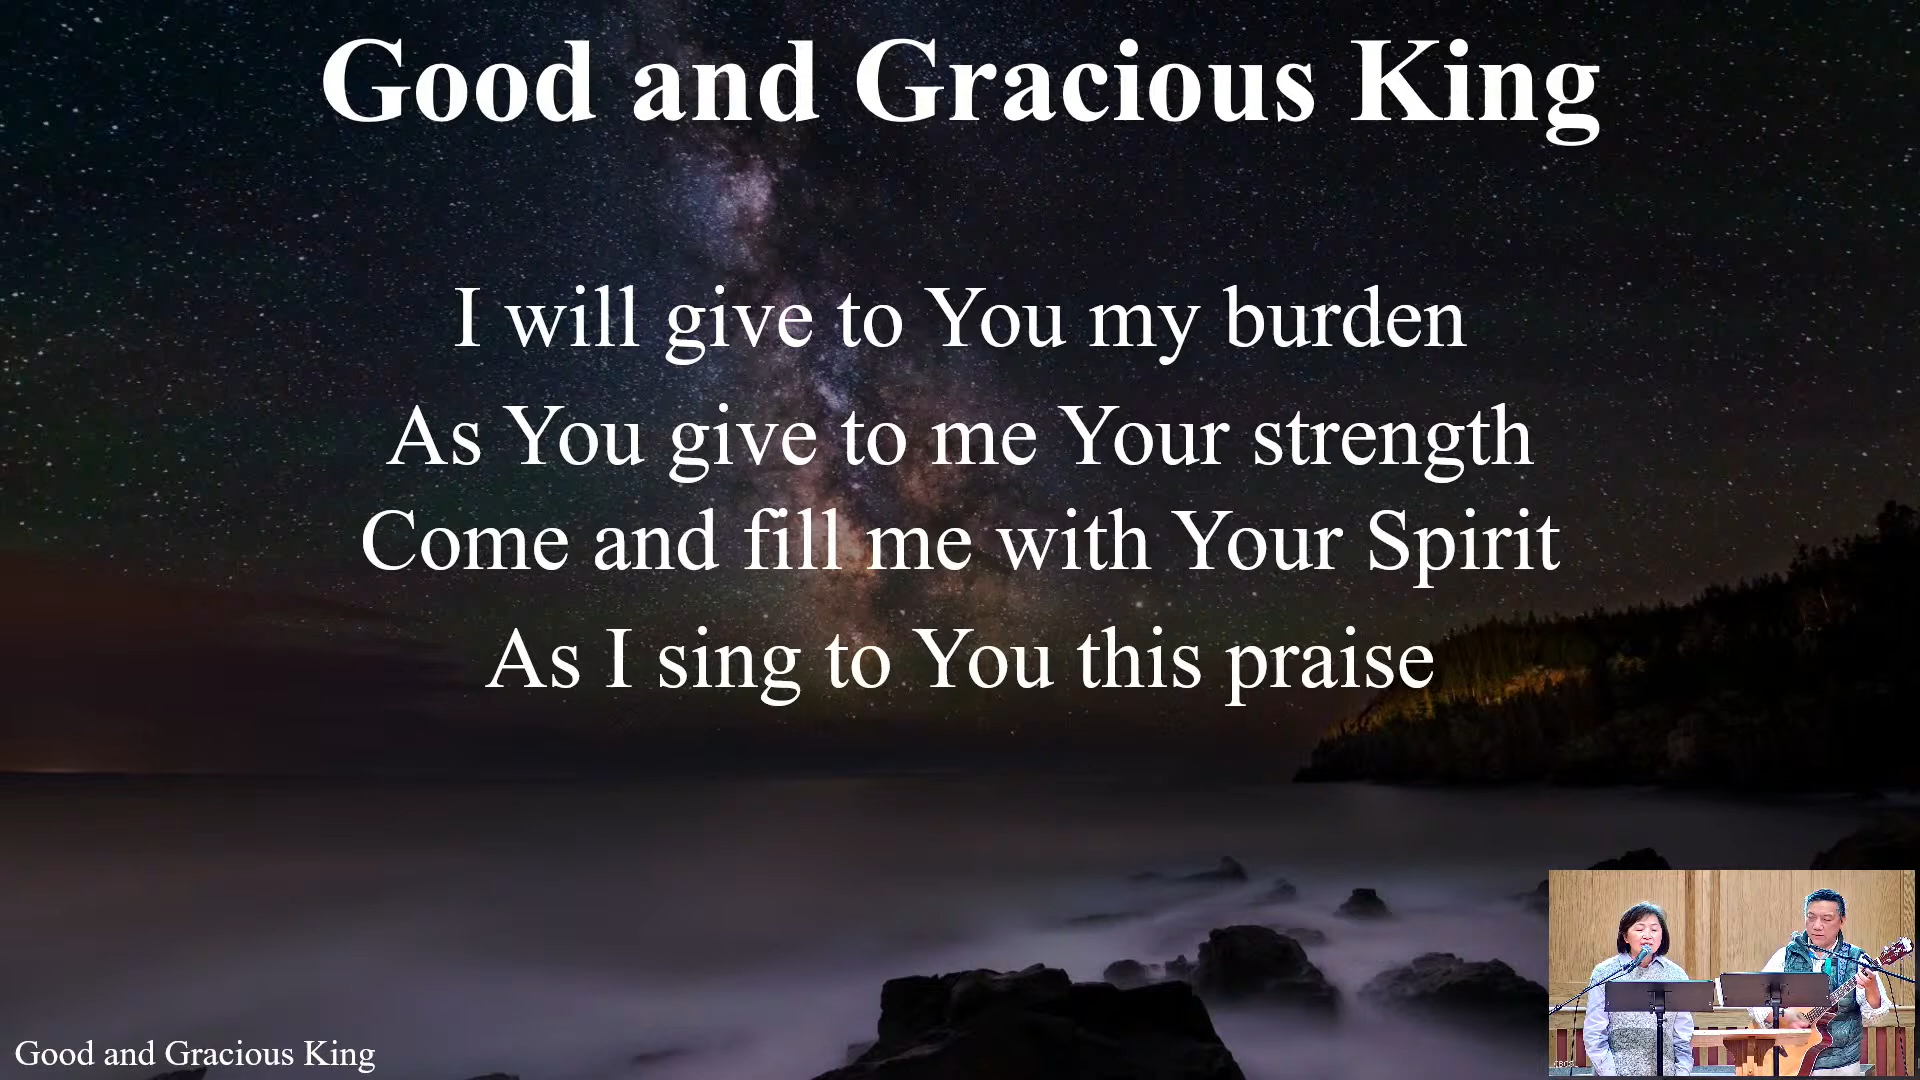 Good and Gracious King
I will give to You my burden
As You give to me Your strength
Come and fill me with Your Spirit
As I sing to You this praise
Good and Gracious King